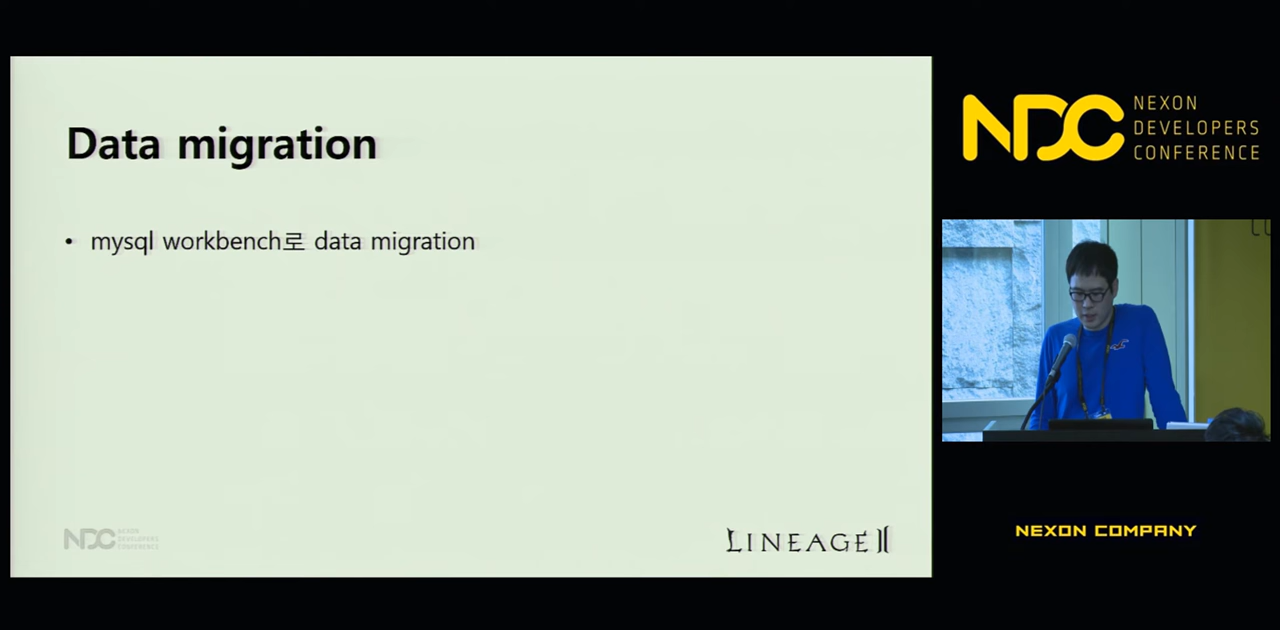 Data migration
• mysql workbench로 data migration
NDC NEXON
DEVELOPERS
CONFERENCE
LINEAGE II
NDC NEXON
DEVELOPERS
CONFERENCE
NEXON COMPANY